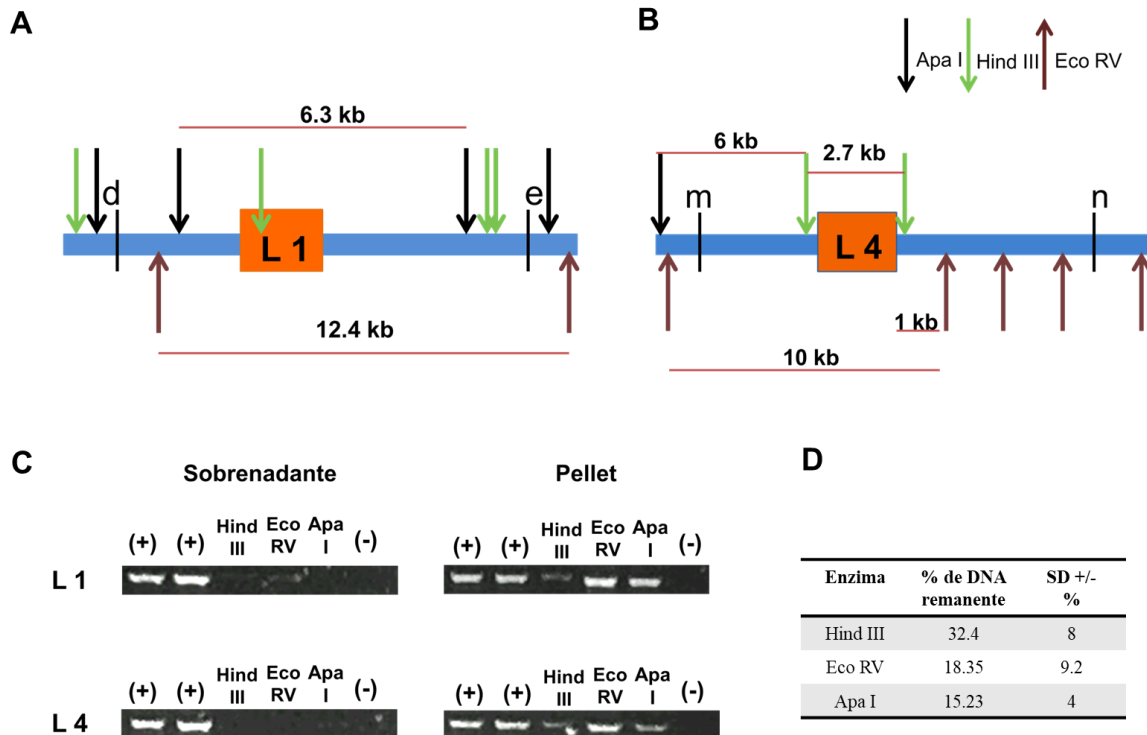 A
6.3 kb
d
e
L 1
12.4 kb
B
Apa I
Hind III
Eco RV
6 kb
2.7 kb
m
n
L 4
1 kb
10 kb
C
Sobrenadante
Pellet
(+) (+) Hind III Eco RV Apa I (-)
(+) (+) Hind III Eco RV Apa I (-)
L 1
(+) (+) Hind III Eco RV Apa I (-)
(+) (+) Hind III Eco RV Apa I (-)
L 4
D
Enzima % de DNA remanente SD +/- %
Hind III 32.4 8
Eco RV 18.35 9.2
Apa I 15.23 4